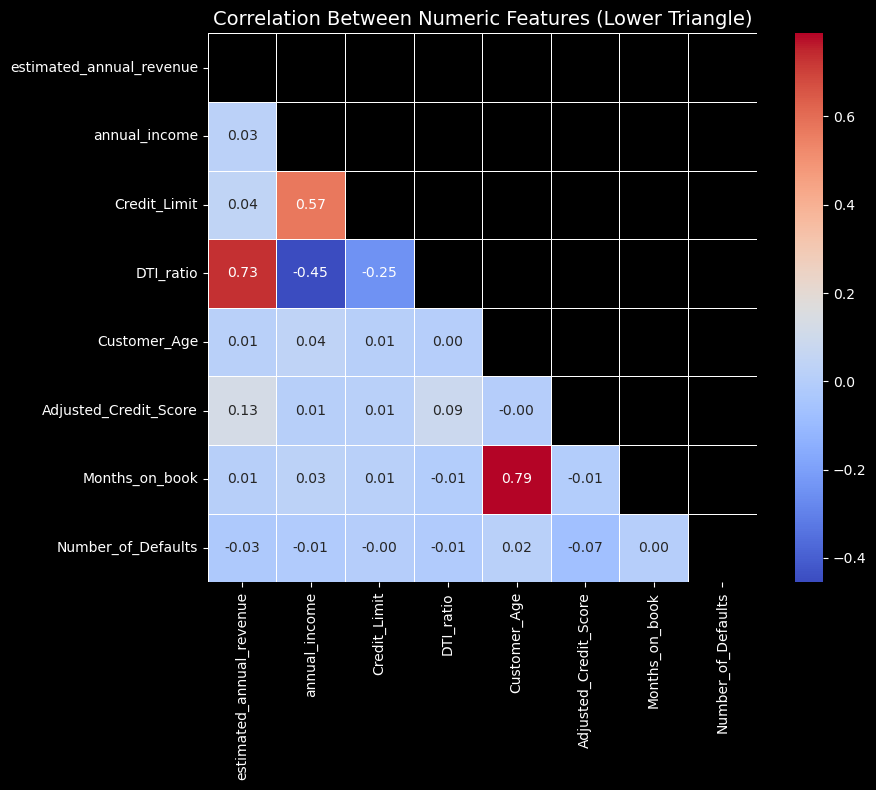 Correlation Between Numeric Features (Lower Triangle)
estimated_annual_revenue
annual_income 0.03
Credit_Limit 0.04 0.57
DTI_ratio 0.73 -0.45 -0.25
Customer_Age 0.01 0.04 0.01 0.00
Adjusted_Credit_Score 0.13 0.01 0.01 0.09 -0.00
Months_on_book 0.01 0.03 0.01 -0.01 0.79 -0.01
Number_of_Defaults -0.03 -0.01 -0.00 -0.01 0.02 -0.07 0.00
estimated_annual_revenue
annual_income
Credit_Limit
DTI_ratio
Customer_Age
Adjusted_Credit_Score
Months_on_book
Number_of_Defaults
0.6
0.4
0.2
0.0
−0.2
−0.4